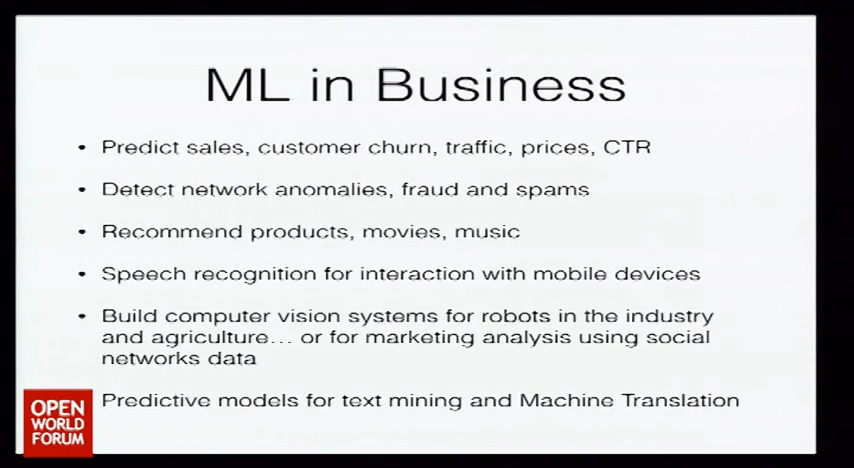 ML in Business
• Predict sales, customer churn, traffic, prices, CTR
• Detect network anomalies, fraud and spams
• Recommend products, movies, music
• Speech recognition for interaction with mobile devices
• Build computer vision systems for robots in the industry
and agriculture... or for marketing analysis using social
networks data
Predictive models for text mining and Machine Translation
OPEN
WORLD
FORUM